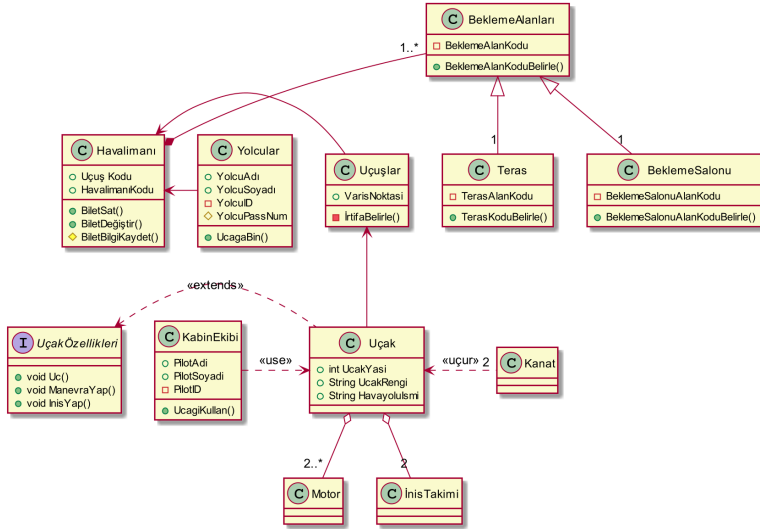 C BeklemeAlanları
BeklemeAlanKodu
BeklemeAlanKoduBelirle()
1..*
C Havalimanı
Uçuş Kodu
HavalimanıKodu
BiletSat()
BiletDeğiştir()
BiletBilgiKaydet()
C Yolcular
YolcuAdı
YolcuSoyadı
YolcuID
YolcuPassNum
UcagaBin()
C Uçuşlar
VarisNoktasi
İrtifaBelirle()
1
C Teras
TerasAlanKodu
TerasKoduBelirle()
1
C BeklemeSalonu
BeklemeSalonuAlanKodu
BeklemeSalonuAlanKoduBelirle()
«extends»
I UçakÖzellikleri
void Uc()
void ManevraYap()
void InisYap()
C KabinEkibi
PilotAdi
PilotSoyadi
PilotID
UcagiKullan()
«use»
C Uçak
int UcakYasi
String UcakRengi
String HavayoluIsmi
«uçur»
2
C Kanat
2..*
2
C Motor
C İnisTakimi